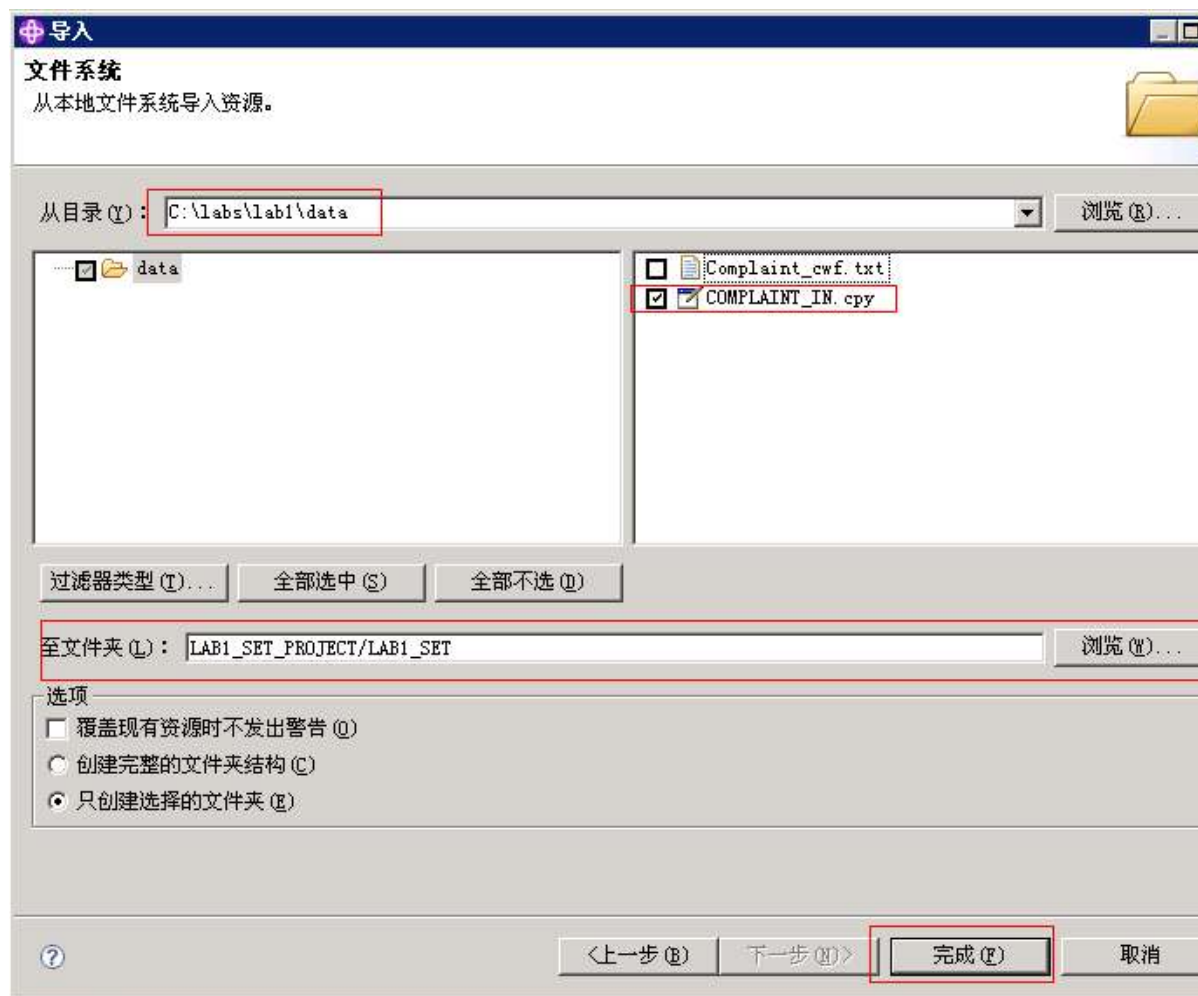 导入
文件系统
从本地文件系统导入资源。
从目录(Y)： C:\labs\lab1\data 浏览(R)...
data
Complaint_cwf.txt
COMPLAINT_IN.cpy
过滤器类型(T)... 全部选中(S) 全部不选(D)
至文件夹(L)： LAB1_SET_PROJECT/LAB1_SET 浏览(W)...
选项
覆盖现有资源时不发出警告(O)
创建完整的文件夹结构(C)
只创建选择的文件夹(E)
? <上一步(B) 下一步(N)> 完成(F) 取消